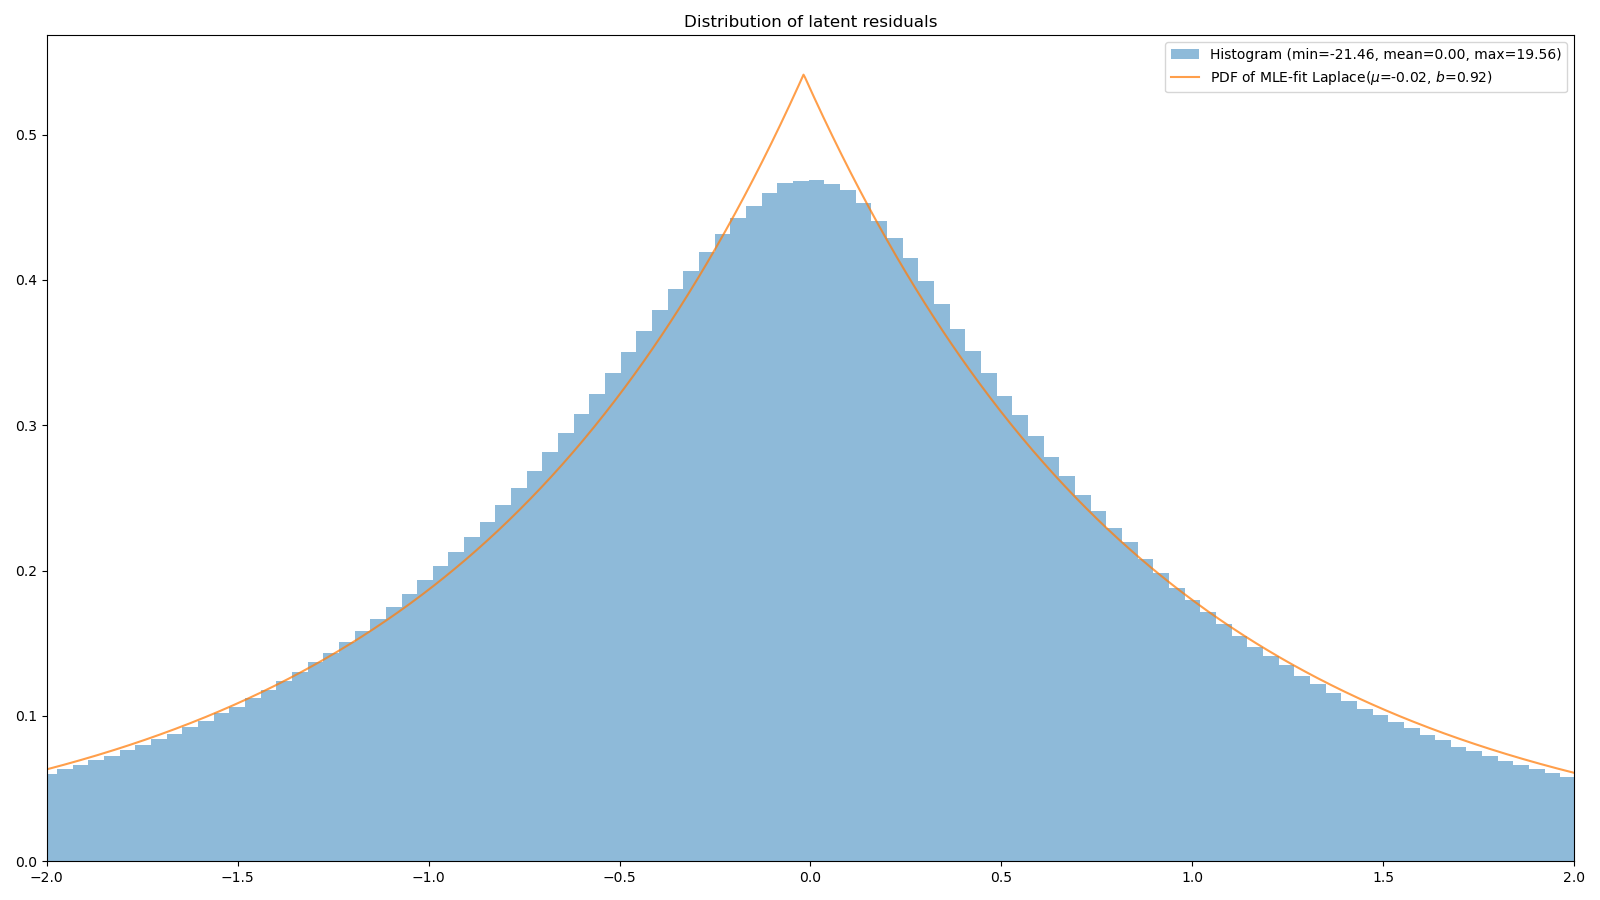 Distribution of latent residuals
Histogram (min=-21.46, mean=0.00, max=19.56)
PDF of MLE-fit Laplace(μ=-0.02, b=0.92)
0.5
0.4
0.3
0.2
0.1
0.0
−2.0 −1.5 −1.0 −0.5 0.0 0.5 1.0 1.5 2.0